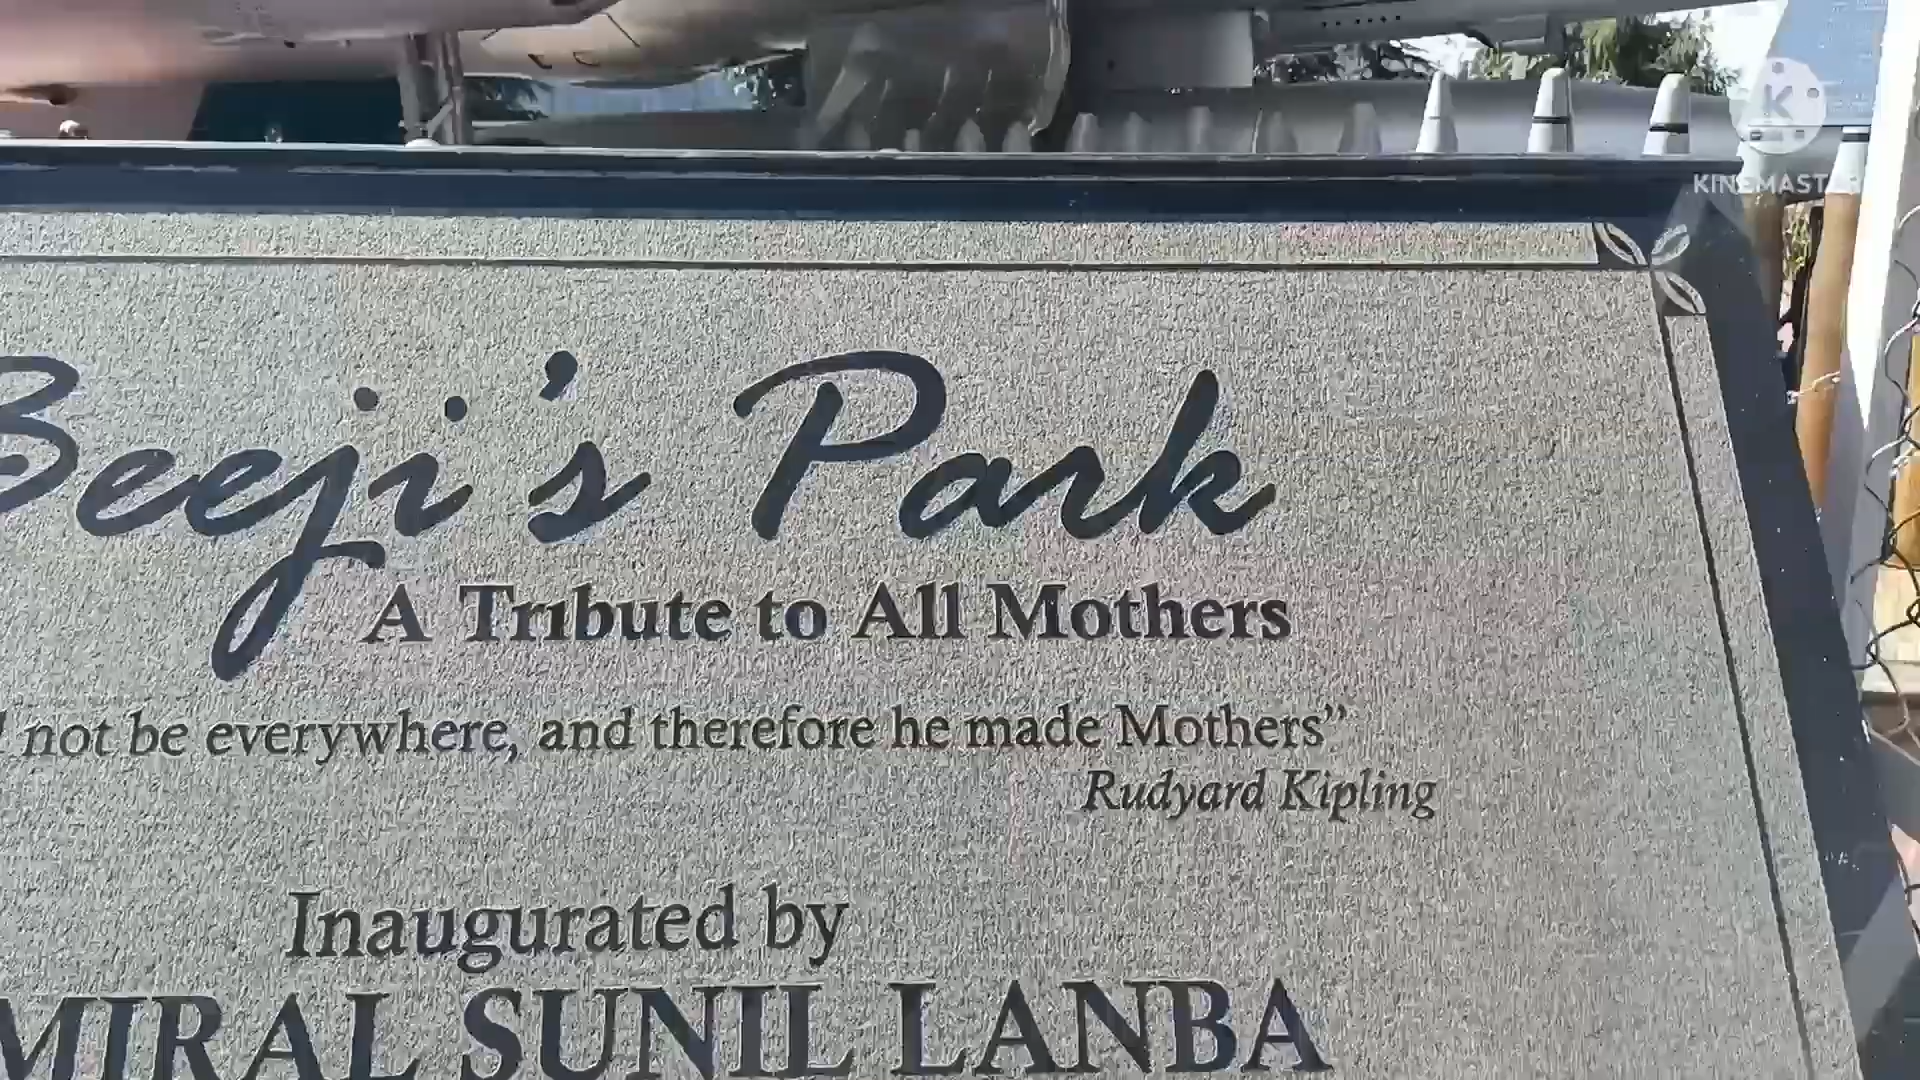 KINEMASTER
Beeji's Park
A Tribute to All Mothers
not be everywhere, and therefore he made Mothers”
Rudyard Kipling
Inaugurated by
MIRAL SUNIL LANBA